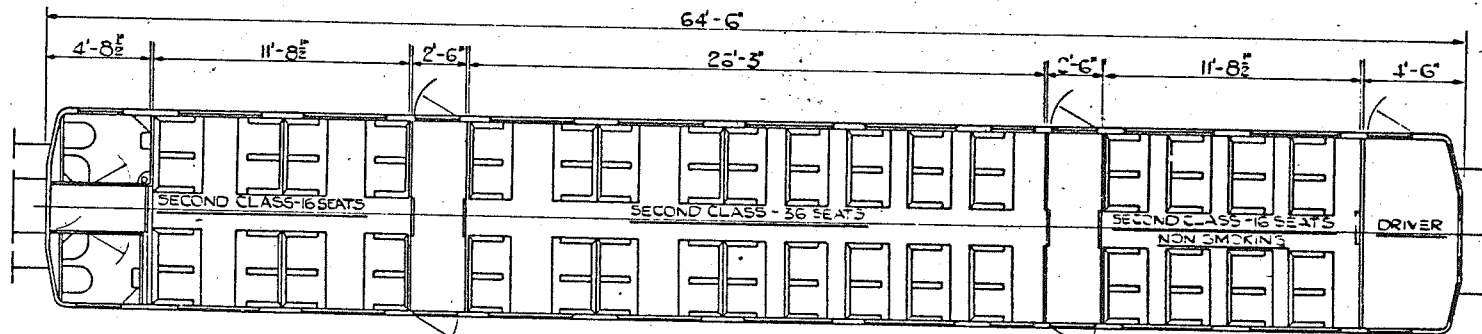 64'-6"
4'-8½" 11'-8½" 2'-6" 26'-3" 2'-6" 11'-8½" 4'-6"
SECOND CLASS-16 SEATS
SECOND CLASS - 36 SEATS
SECOND CLASS-16 SEATS
NON SMOKING
DRIVER